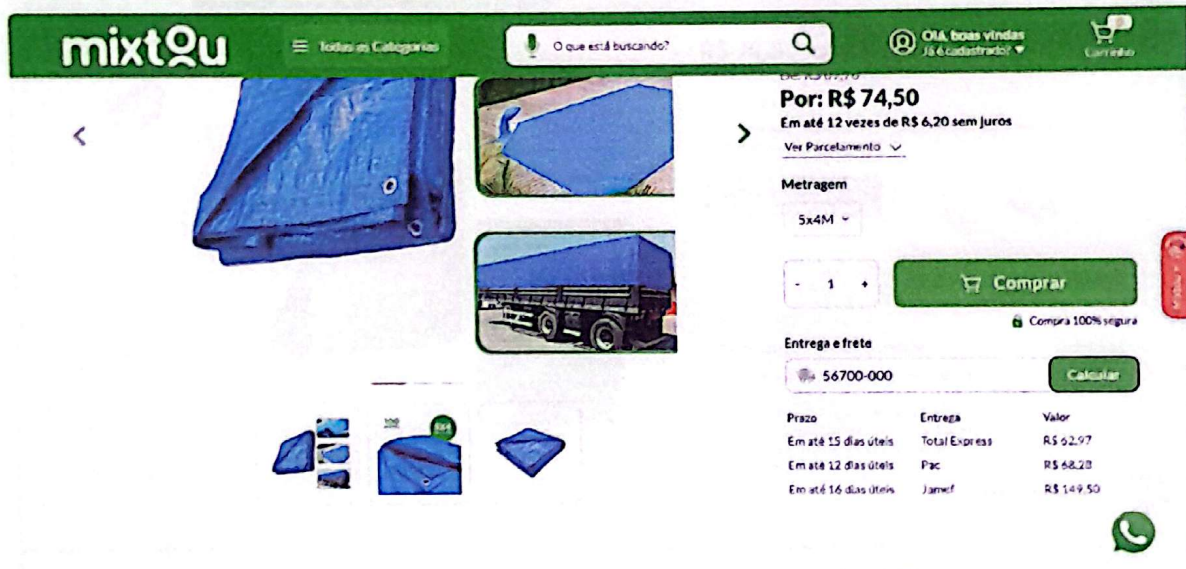 mixtou
Todas as Categorias
O que está buscando?
Olá, boas vindas
Já é cadastrado?
Carrinho
Por: R$ 74,50
Em até 12 vezes de R$ 6,20 sem juros
Ver Parcelamento
Metragem
5x4M
- 1 +
Comprar
Compra 100% segura
Entrega e frete
56700-000
Calcular
Prazo Entrega Valor
Em até 15 dias úteis Total Express R$ 62,97
Em até 12 dias úteis Pac R$ 68,28
Em até 16 dias úteis Jamef R$ 149,50